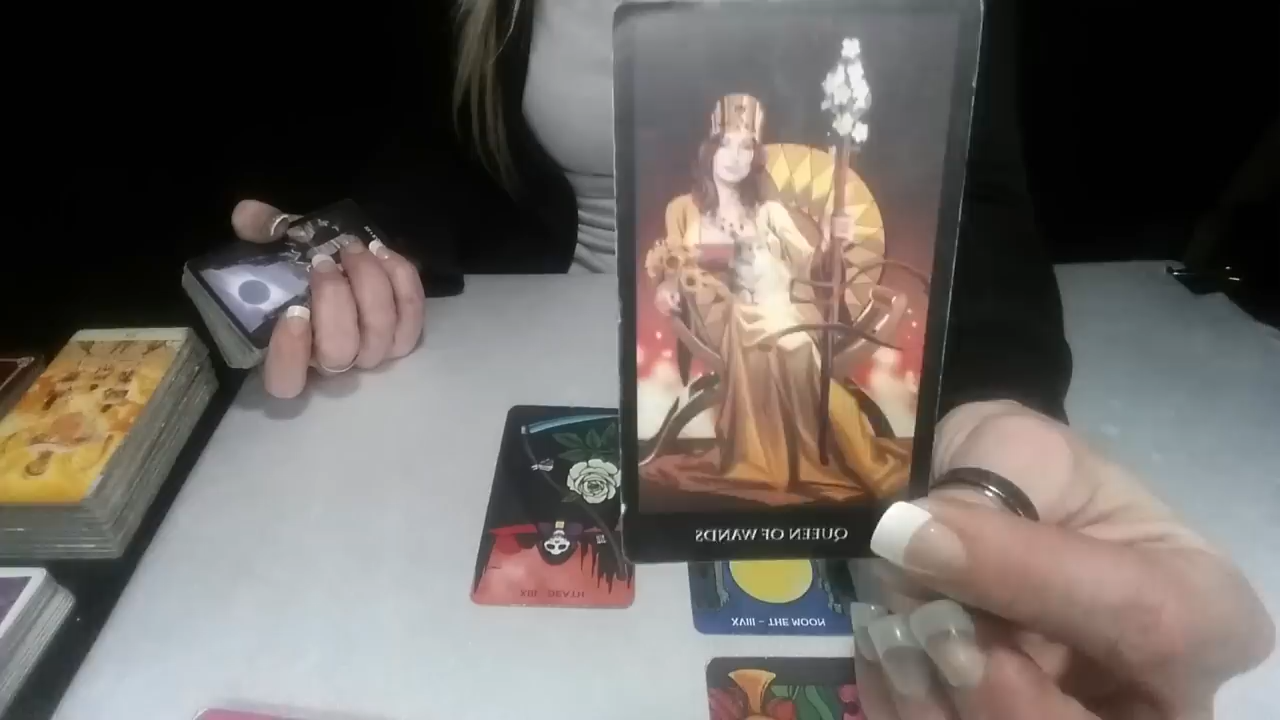 QUEEN OF WANDS
XIII - DEATH
XVIII - THE MOON